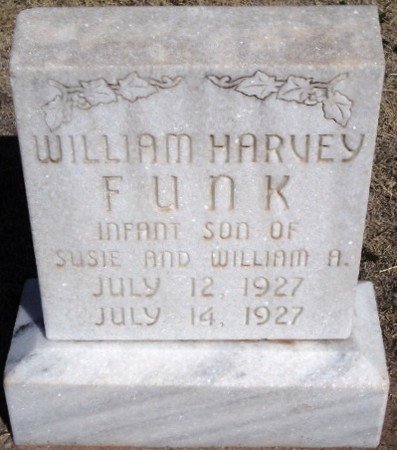 WILLIAM HARVEY
FUNK
INFANT SON OF
SUSIE AND WILLIAM A.
JULY 12, 1927
JULY 14, 1927